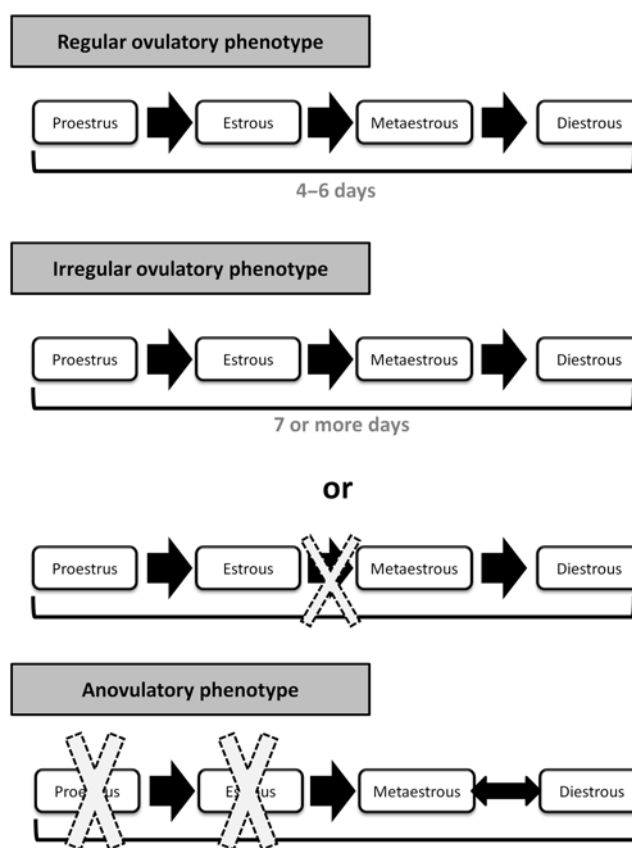 Regular ovulatory phenotype
Proestrus Estrous Metaestrous Diestrous
4–6 days
Irregular ovulatory phenotype
Proestrus Estrous Metaestrous Diestrous
7 or more days
or
Proestrus Estrous Metaestrous Diestrous
Anovulatory phenotype
Metaestrous Diestrous